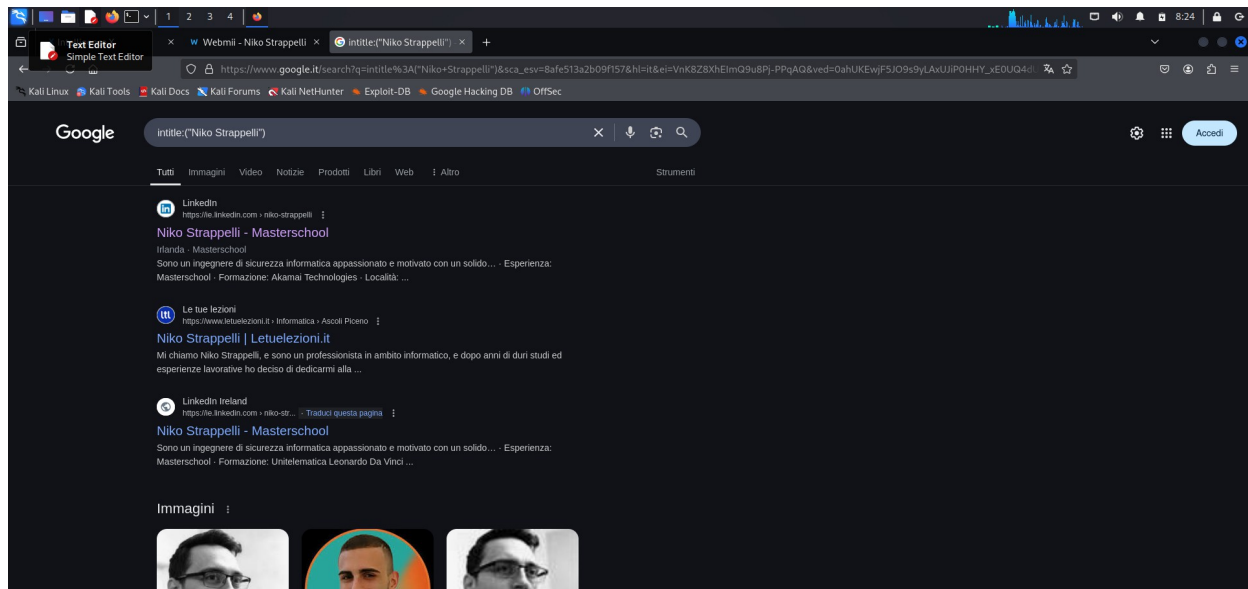 1 2 3 4
8:24
Text Editor
Simple Text Editor
Webmii - Niko Strappelli
intitle:("Niko Strappelli")
https://www.google.it/search?q=intitle%3A("Niko+Strappelli")&sca_esv=8afe513a2b09f157&hl=it&ei=VnK8Z8XhEImQ9u8Pj-PPqAQ&ved=0ahUKEwjF5JO9s9yLAxUJiP0HHY_xE0UQ4d
Kali Linux Kali Tools Kali Docs Kali Forums Kali NetHunter Exploit-DB Google Hacking DB OffSec
Google
intitle:("Niko Strappelli")
Accedi
Tutti Immagini Video Notizie Prodotti Libri Web Altro Strumenti
LinkedIn
https://ie.linkedin.com › niko-strappelli
Niko Strappelli - Masterschool
Irlanda · Masterschool
Sono un ingegnere di sicurezza informatica appassionato e motivato con un solido… · Esperienza:
Masterschool · Formazione: Akamai Technologies · Località: ...
Le tue lezioni
https://www.letuelezioni.it › Informatica › Ascoli Piceno
Niko Strappelli | Letuelezioni.it
Mi chiamo Niko Strappelli, e sono un professionista in ambito informatico, e dopo anni di duri studi ed
esperienze lavorative ho deciso di dedicarmi alla ...
LinkedIn Ireland
https://ie.linkedin.com › niko-str... · Traduci questa pagina
Niko Strappelli - Masterschool
Sono un ingegnere di sicurezza informatica appassionato e motivato con un solido… · Esperienza:
Masterschool · Formazione: Unitelematica Leonardo Da Vinci ...
Immagini